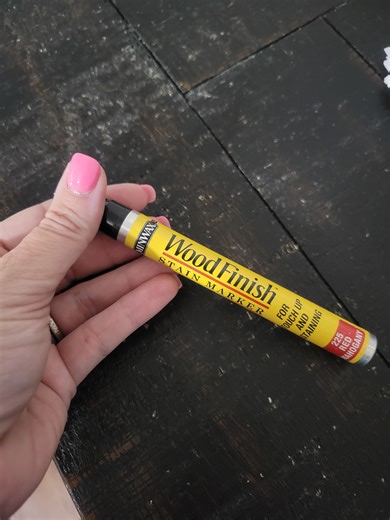 MINWAX
Wood Finish
STAIN MARKER
FOR
TOUCH UP
AND
STAINING
225
RED
MAHOGANY